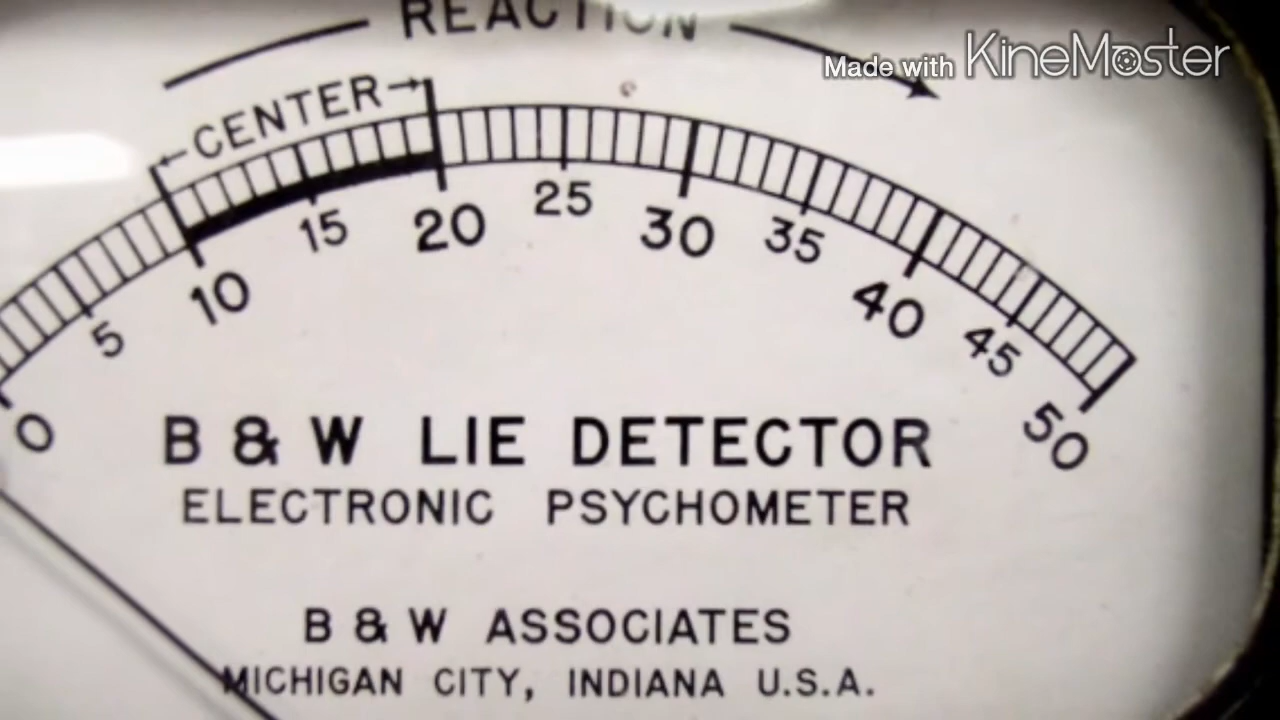 REACTION
Made with KineMaster
←CENTER→
0 5 10 15 20 25 30 35 40 45 50
B & W LIE DETECTOR
ELECTRONIC PSYCHOMETER
B & W ASSOCIATES
MICHIGAN CITY, INDIANA U.S.A.